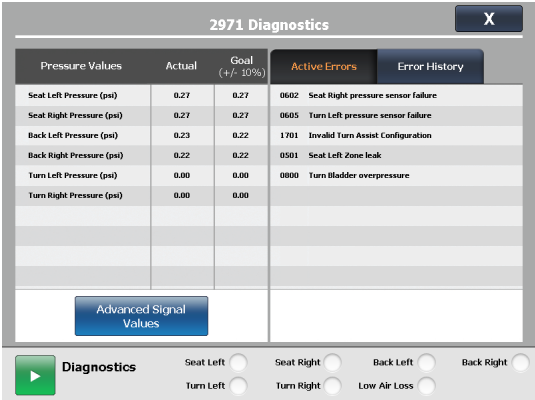 2971 Diagnostics
X
Pressure Values Actual Goal
(+/- 10%)
Active Errors Error History
Seat Left Pressure (psi) 0.27 0.27
Seat Right Pressure (psi) 0.27 0.27
Back Left Pressure (psi) 0.23 0.22
Back Right Pressure (psi) 0.22 0.22
Turn Left Pressure (psi) 0.00 0.00
Turn Right Pressure (psi) 0.00 0.00
0602 Seat Right pressure sensor failure
0605 Turn Left pressure sensor failure
1701 Invalid Turn Assist Configuration
0501 Seat Left Zone leak
0800 Turn Bladder overpressure
Advanced Signal
Values
Diagnostics
Seat Left Seat Right Back Left Back Right
Turn Left Turn Right Low Air Loss